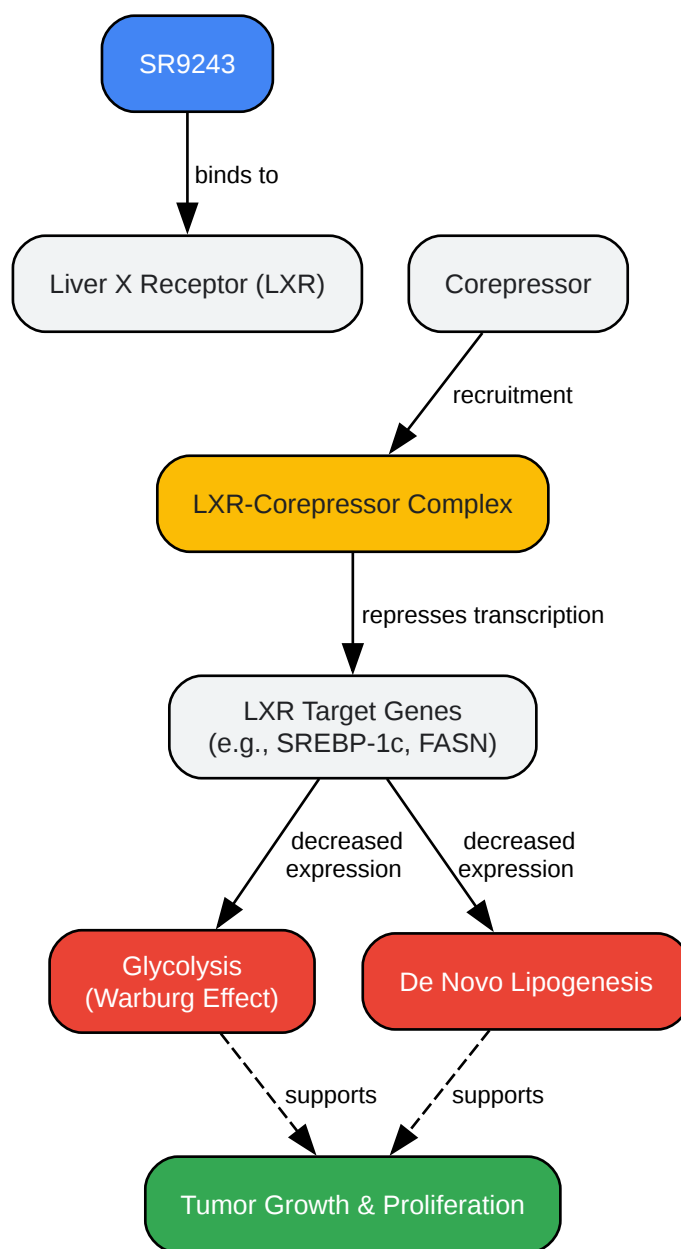 SR9243
binds to
Liver X Receptor (LXR)
Corepressor
recruitment
LXR-Corepressor Complex
represses transcription
LXR Target Genes
(e.g., SREBP-1c, FASN)
decreased
expression
decreased
expression
Glycolysis
(Warburg Effect)
De Novo Lipogenesis
supports
supports
Tumor Growth & Proliferation